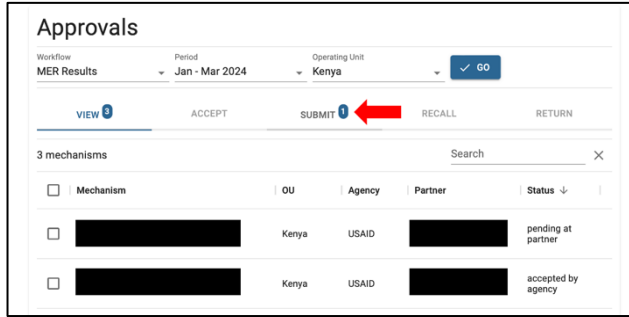 Approvals
Workflow Period Operating Unit
MER Results Jan - Mar 2024 Kenya GO
VIEW 3 ACCEPT SUBMIT 1 RECALL RETURN
3 mechanisms Search
Mechanism OU Agency Partner Status
Kenya USAID pending at
partner
Kenya USAID accepted by
agency